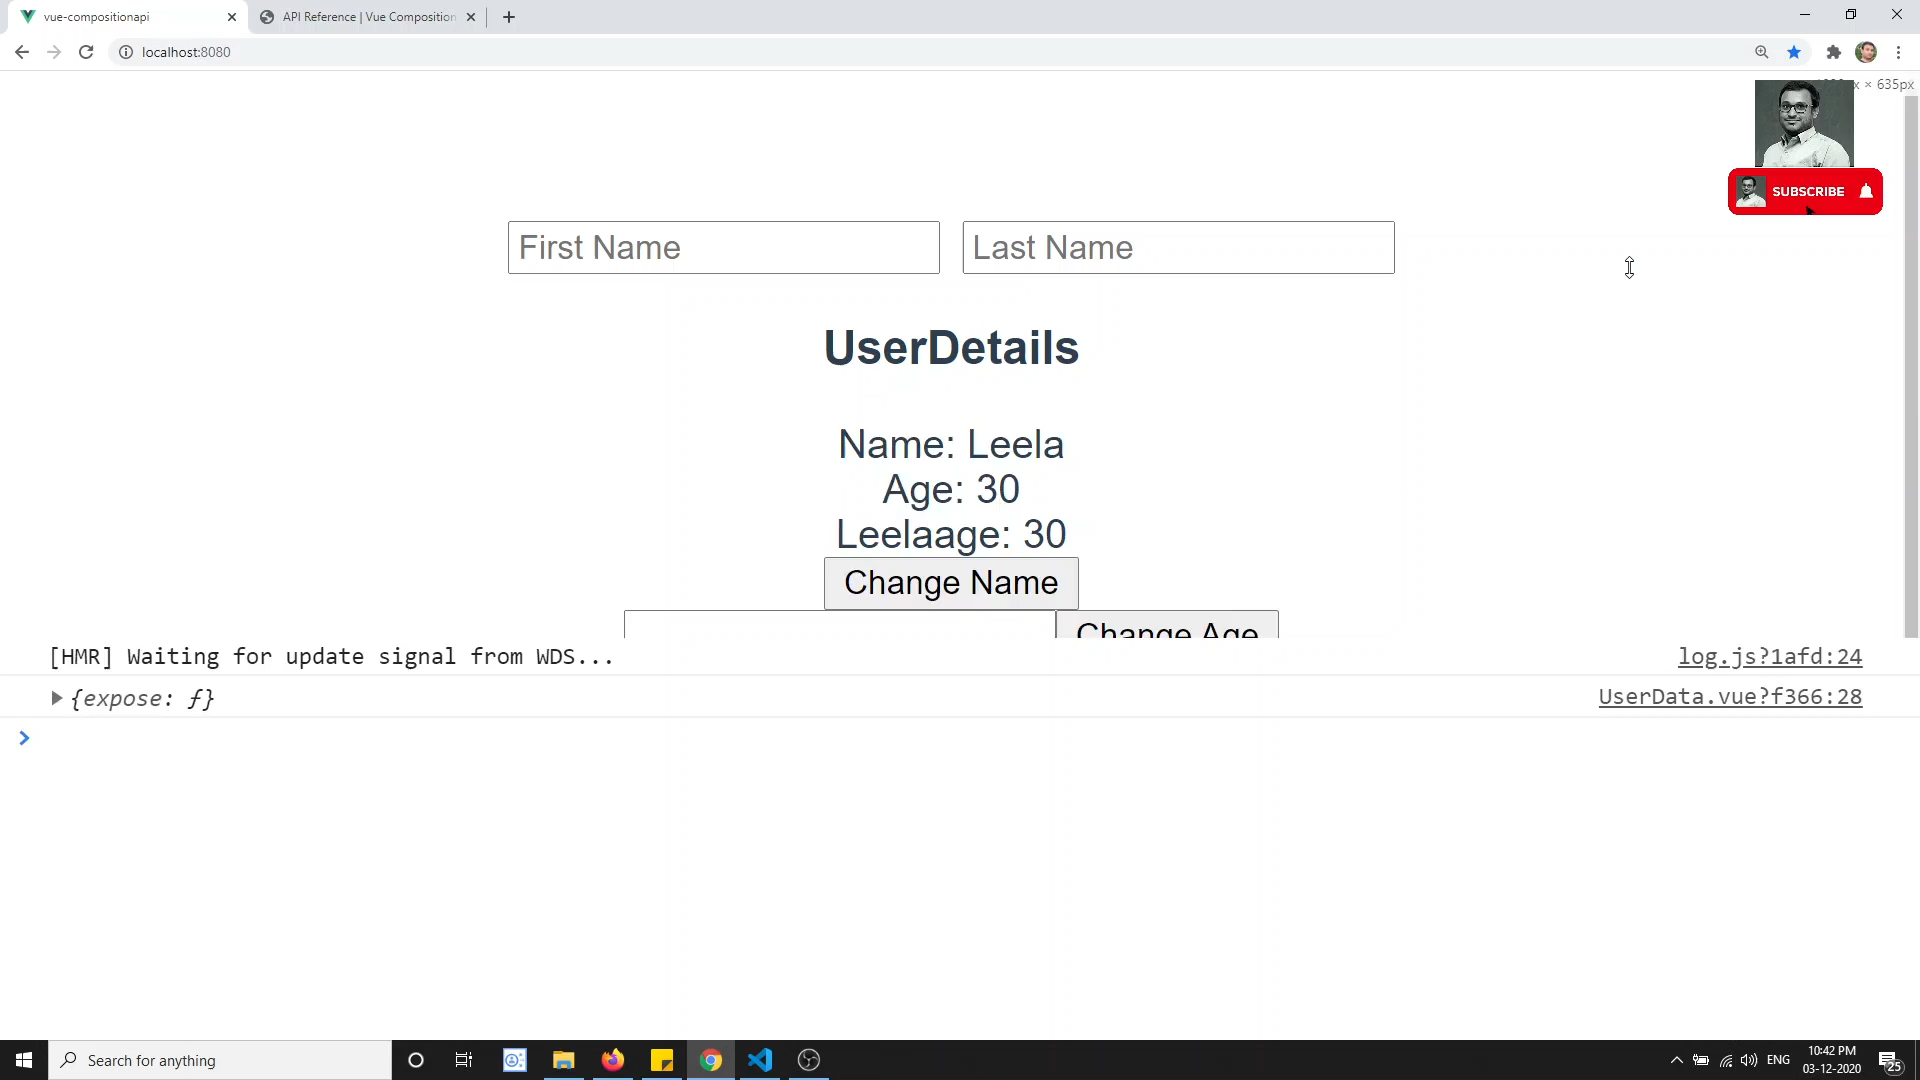 vue-compositionapi
API Reference | Vue Composition
localhost:8080
x × 635px
SUBSCRIBE
First Name
Last Name
UserDetails
Name: Leela
Age: 30
Leelaage: 30
Change Name
Change Age
[HMR] Waiting for update signal from WDS...
log.js?1afd:24
{expose: ƒ}
UserData.vue?f366:28
Search for anything
ENG
10:42 PM
03-12-2020
25